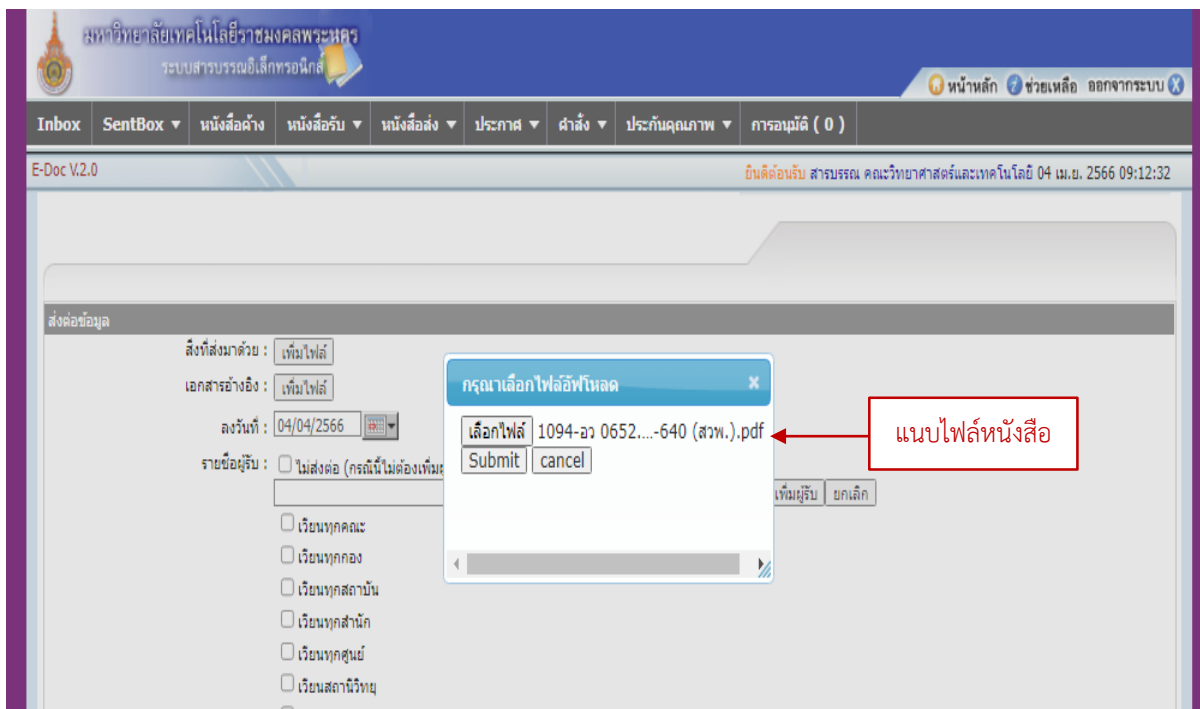 มหาวิทยาลัยเทคโนโลยีราชมงคลพระนคร
ระบบสารบรรณอิเล็กทรอนิกส์
หน้าหลัก ช่วยเหลือ ออกจากระบบ
Inbox SentBox หนังสือค้าง หนังสือรับ หนังสือส่ง ประกาศ คำสั่ง ประกันคุณภาพ การอนุมัติ ( 0 )
E-Doc V.2.0 ยินดีต้อนรับ สารบรรณ คณะวิทยาศาสตร์และเทคโนโลยี 04 เม.ย. 2566 09:12:32
ส่งต่อข้อมูล
สิ่งที่ส่งมาด้วย : เพิ่มไฟล์
เอกสารอ้างอิง : เพิ่มไฟล์
กรุณาเลือกไฟล์อัฟโหลด
ลงวันที่ : 04/04/2566
เลือกไฟล์ 1094-อว 0652....-640 (สวพ.).pdf
แนบไฟล์หนังสือ
รายชื่อผู้รับ : ไม่ส่งต่อ (กรณีนี้ไม่ต้องเพิ่ม
Submit cancel
เพิ่มผู้รับ ยกเลิก
เวียนทุกคณะ
เวียนทุกกอง
เวียนทุกสถาบัน
เวียนทุกสำนัก
เวียนทุกศูนย์
เวียนสถานีวิทยุ